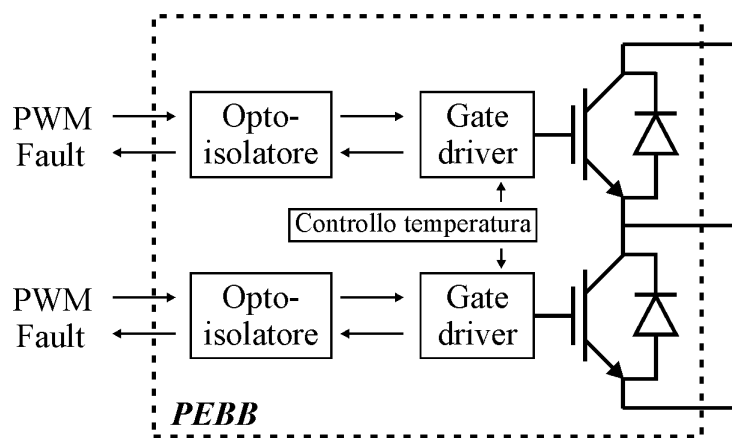 PWM
Fault
Opto-
isolatore
Gate
driver
Controllo temperatura
PWM
Fault
Opto-
isolatore
Gate
driver
PEBB